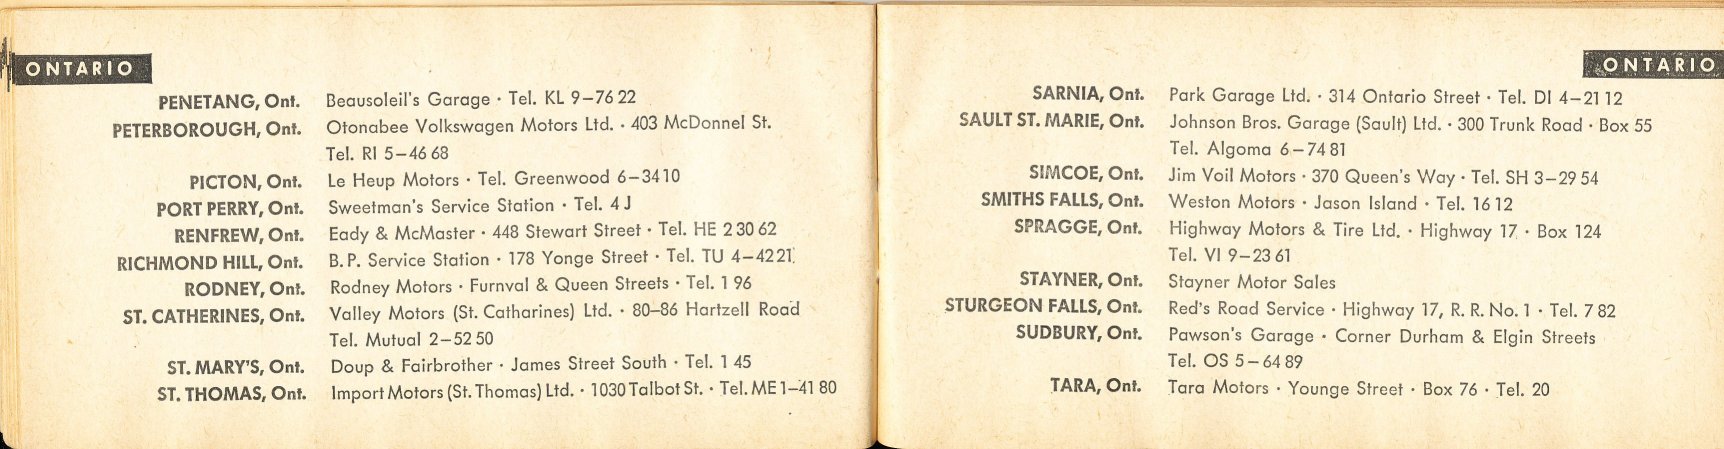 ONTARIO
PENETANG, Ont. Beausoleil's Garage · Tel. KL 9–76 22
PETERBOROUGH, Ont. Otonabee Volkswagen Motors Ltd. · 403 McDonnel St.
Tel. RI 5–46 68
PICTON, Ont. Le Heup Motors · Tel. Greenwood 6–34 10
PORT PERRY, Ont. Sweetman's Service Station · Tel. 4 J
RENFREW, Ont. Eady & McMaster · 448 Stewart Street · Tel. HE 2 30 62
RICHMOND HILL, Ont. B. P. Service Station · 178 Yonge Street · Tel. TU 4–42 21
RODNEY, Ont. Rodney Motors · Furnval & Queen Streets · Tel. 1 96
ST. CATHERINES, Ont. Valley Motors (St. Catharines) Ltd. · 80–86 Hartzell Road
Tel. Mutual 2–52 50
ST. MARY'S, Ont. Doup & Fairbrother · James Street South · Tel. 1 45
ST. THOMAS, Ont. Import Motors (St. Thomas) Ltd. · 1030 Talbot St. · Tel. ME 1–41 80
ONTARIO
SARNIA, Ont. Park Garage Ltd. · 314 Ontario Street · Tel. DI 4–21 12
SAULT ST. MARIE, Ont. Johnson Bros. Garage (Sault) Ltd. · 300 Trunk Road · Box 55
Tel. Algoma 6–74 81
SIMCOE, Ont. Jim Voil Motors · 370 Queen's Way · Tel. SH 3–29 54
SMITHS FALLS, Ont. Weston Motors · Jason Island · Tel. 16 12
SPRAGGE, Ont. Highway Motors & Tire Ltd. · Highway 17 · Box 124
Tel. VI 9–23 61
STAYNER, Ont. Stayner Motor Sales
STURGEON FALLS, Ont. Red's Road Service · Highway 17, R. R. No. 1 · Tel. 7 82
SUDBURY, Ont. Pawson's Garage · Corner Durham & Elgin Streets
Tel. OS 5–64 89
TARA, Ont. Tara Motors · Younge Street · Box 76 · Tel. 20